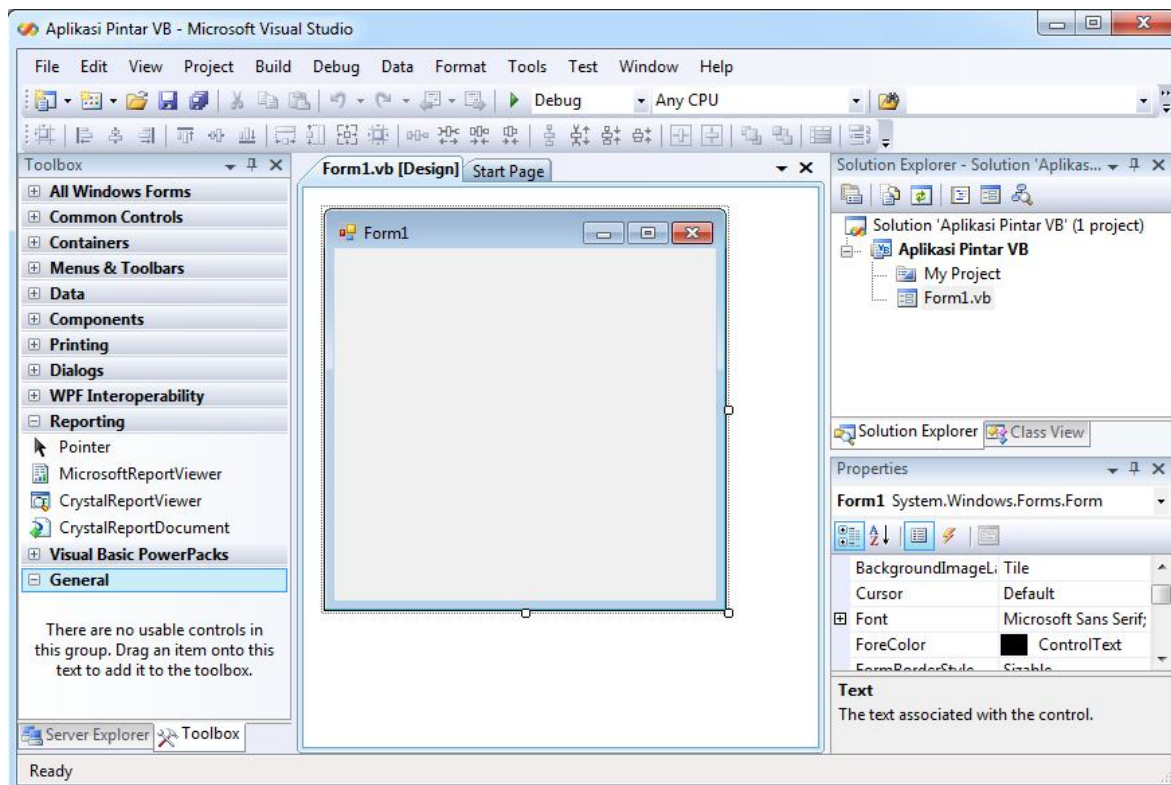 Aplikasi Pintar VB - Microsoft Visual Studio
File Edit View Project Build Debug Data Format Tools Test Window Help
Debug Any CPU
Toolbox
All Windows Forms
Common Controls
Containers
Menus & Toolbars
Data
Components
Printing
Dialogs
WPF Interoperability
Reporting
Pointer
MicrosoftReportViewer
CrystalReportViewer
CrystalReportDocument
Visual Basic PowerPacks
General
There are no usable controls in
this group. Drag an item onto this
text to add it to the toolbox.
Server Explorer Toolbox
Form1.vb [Design] Start Page
Form1
Solution Explorer - Solution 'Aplikas...
Solution 'Aplikasi Pintar VB' (1 project)
Aplikasi Pintar VB
My Project
Form1.vb
Solution Explorer Class View
Properties
Form1 System.Windows.Forms.Form
BackgroundImageLa Tile
Cursor Default
Font Microsoft Sans Serif;
ForeColor ControlText
FormBorderStyle Sizable
Text
The text associated with the control.
Ready